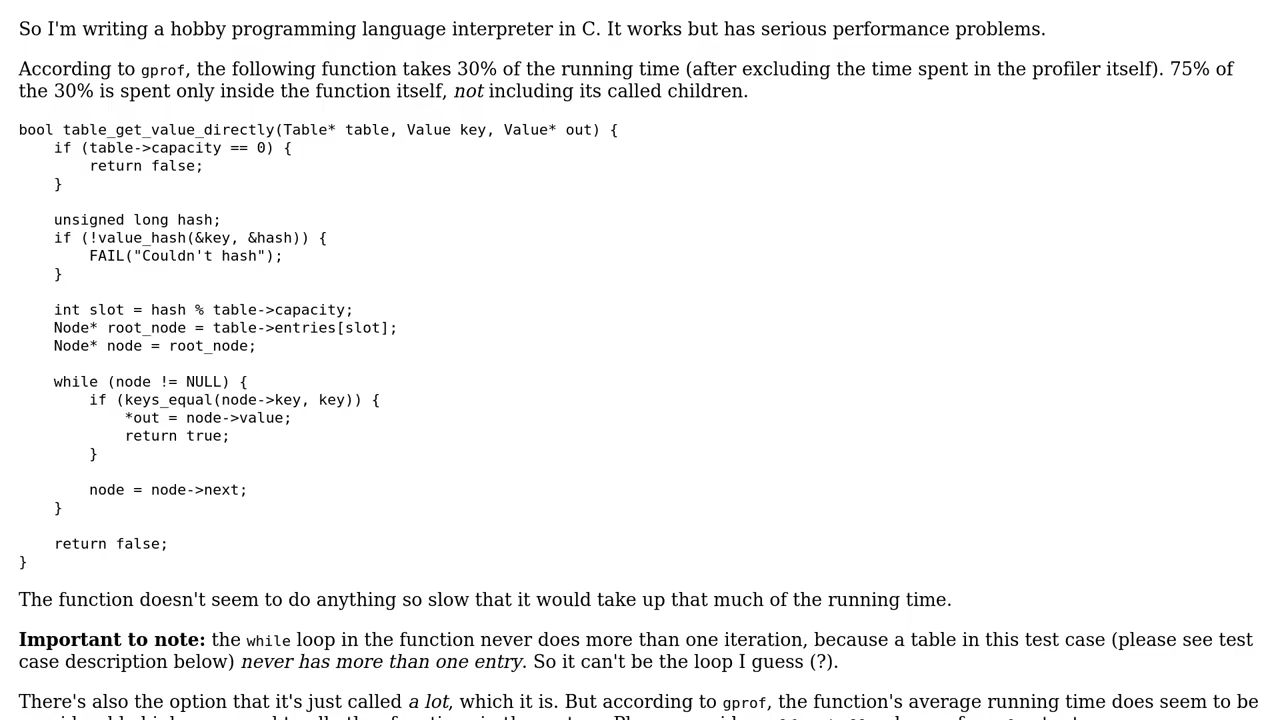 So I'm writing a hobby programming language interpreter in C. It works but has serious performance problems.
According to gprof, the following function takes 30% of the running time (after excluding the time spent in the profiler itself). 75% of
the 30% is spent only inside the function itself, not including its called children.
bool table_get_value_directly(Table* table, Value key, Value* out) {
    if (table->capacity == 0) {
        return false;
    }

    unsigned long hash;
    if (!value_hash(&key, &hash)) {
        FAIL("Couldn't hash");
    }

    int slot = hash % table->capacity;
    Node* root_node = table->entries[slot];
    Node* node = root_node;

    while (node != NULL) {
        if (keys_equal(node->key, key)) {
            *out = node->value;
            return true;
        }

        node = node->next;
    }

    return false;
}
The function doesn't seem to do anything so slow that it would take up that much of the running time.
Important to note: the while loop in the function never does more than one iteration, because a table in this test case (please see test
case description below) never has more than one entry. So it can't be the loop I guess (?).
There's also the option that it's just called a lot, which it is. But according to gprof, the function's average running time does seem to be